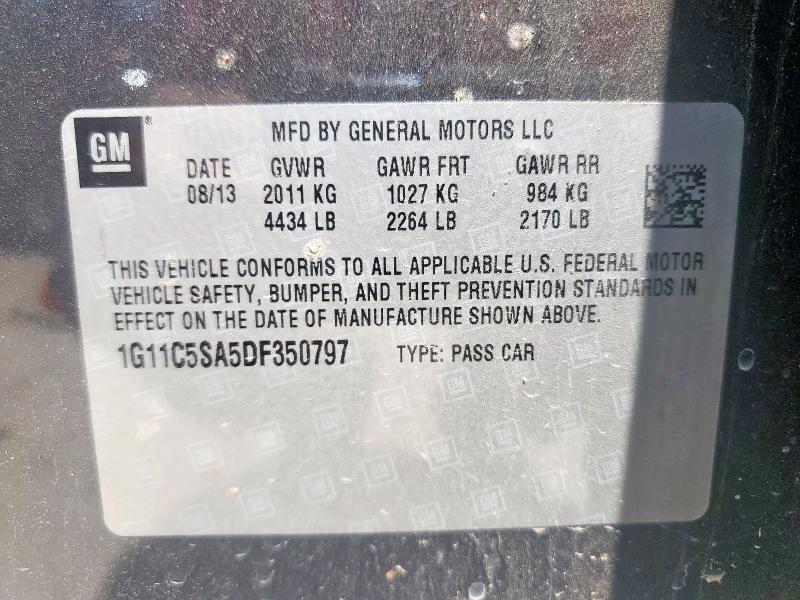 GM ® MFD BY GENERAL MOTORS LLC
DATE GVWR GAWR FRT GAWR RR
08/13 2011 KG 1027 KG 984 KG
4434 LB 2264 LB 2170 LB
THIS VEHICLE CONFORMS TO ALL APPLICABLE U.S. FEDERAL MOTOR
VEHICLE SAFETY, BUMPER, AND THEFT PREVENTION STANDARDS IN
EFFECT ON THE DATE OF MANUFACTURE SHOWN ABOVE.
1G11C5SA5DF350797 TYPE: PASS CAR